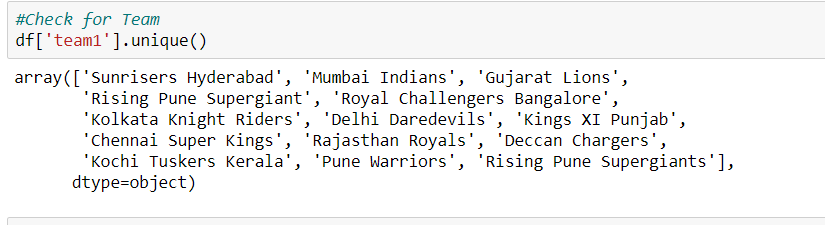 #Check for Team
df['team1'].unique()
array(['Sunrisers Hyderabad', 'Mumbai Indians', 'Gujarat Lions',
'Rising Pune Supergiant', 'Royal Challengers Bangalore',
'Kolkata Knight Riders', 'Delhi Daredevils', 'Kings XI Punjab',
'Chennai Super Kings', 'Rajasthan Royals', 'Deccan Chargers',
'Kochi Tuskers Kerala', 'Pune Warriors', 'Rising Pune Supergiants'],
dtype=object)